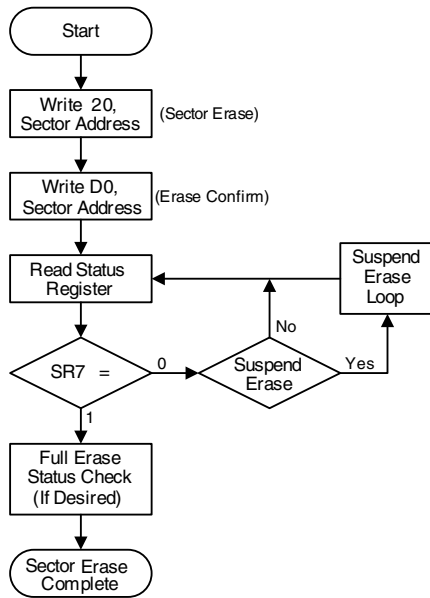 Start
Write 20,
Sector Address
(Sector Erase)
Write D0,
Sector Address
(Erase Confirm)
Read Status
Register
Suspend
Erase
Loop
No
SR7 =
0
Suspend
Erase
Yes
1
Full Erase
Status Check
(If Desired)
Sector Erase
Complete